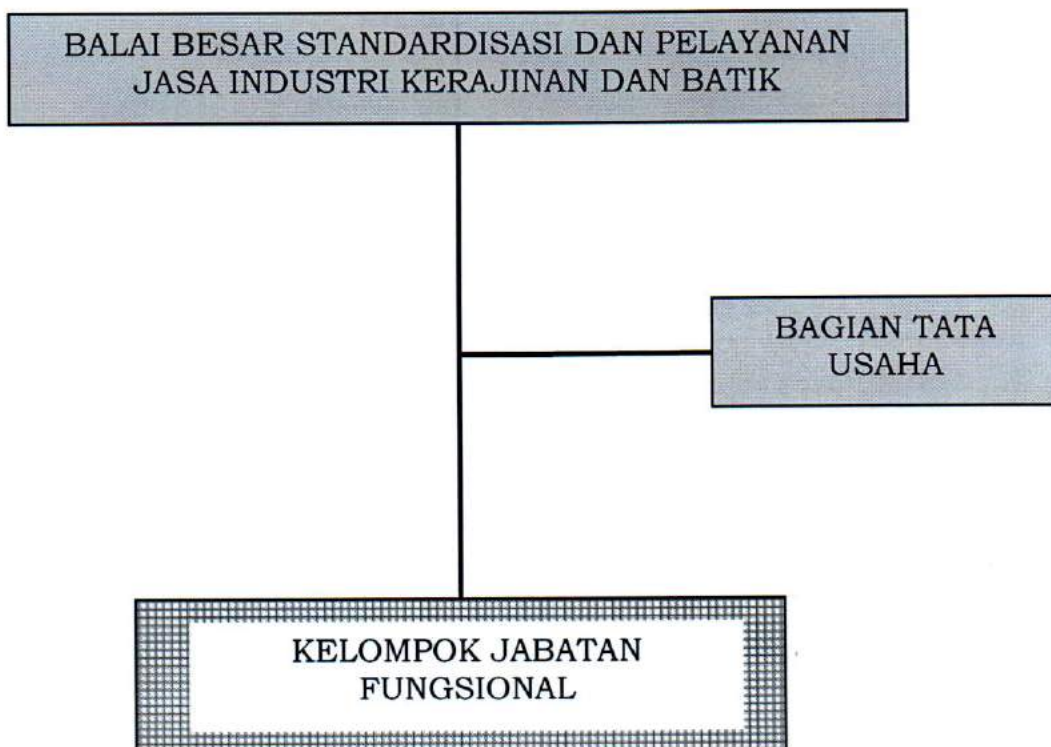 BALAI BESAR STANDARDISASI DAN PELAYANAN
JASA INDUSTRI KERAJINAN DAN BATIK
BAGIAN TATA
USAHA
KELOMPOK JABATAN
FUNGSIONAL